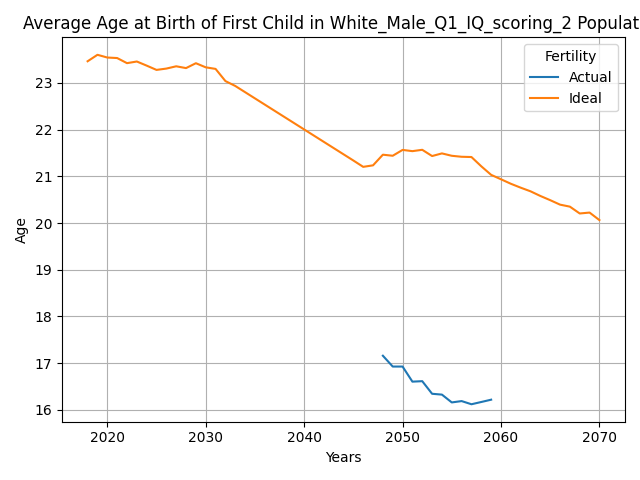 Average Age at Birth of First Child in White_Male_Q1_IQ_scoring_2 Populat
Fertility
Actual
Ideal
Age
23
22
21
20
19
18
17
16
2020 2030 2040 2050 2060 2070
Years